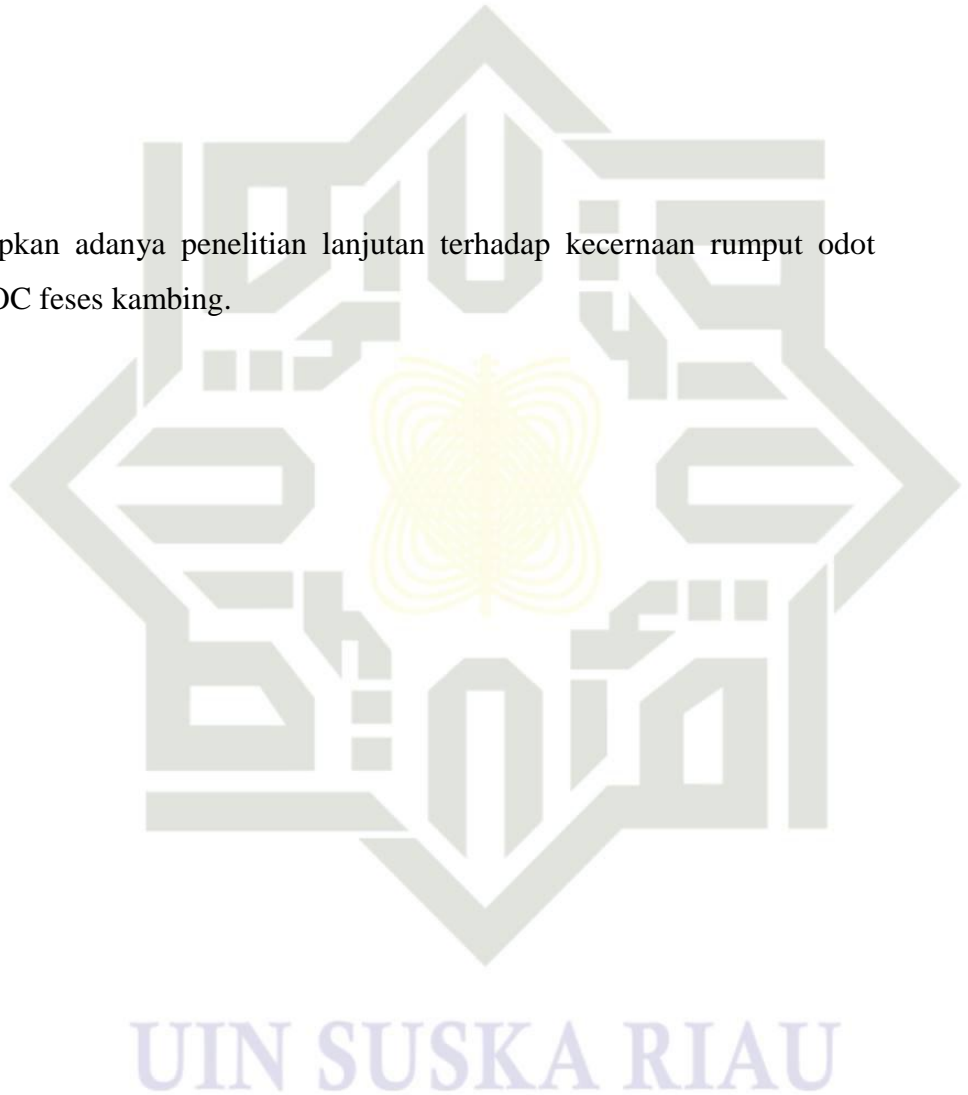 pkan adanya penelitian lanjutan terhadap kecernaan rumput odot
OC feses kambing.
UIN SUSKA RIAU